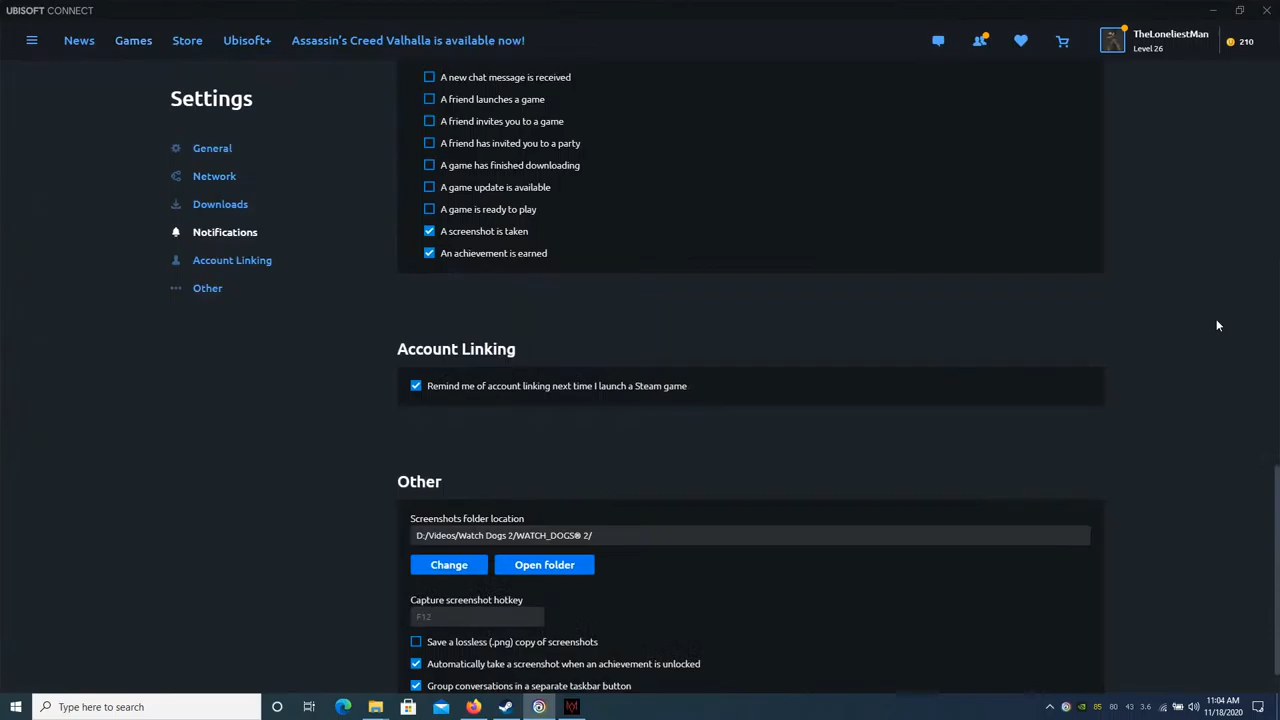 UBISOFT CONNECT
News Games Store Ubisoft+ Assassin's Creed Valhalla is available now!
TheLoneliestMan
Level 26
210
Settings
General
Network
Downloads
Notifications
Account Linking
Other
A new chat message is received
A friend launches a game
A friend invites you to a game
A friend has invited you to a party
A game has finished downloading
A game update is available
A game is ready to play
A screenshot is taken
An achievement is earned
Account Linking
Remind me of account linking next time I launch a Steam game
Other
Screenshots folder location
D:/Videos/Watch Dogs 2/WATCH_DOGS® 2/
Change Open folder
Capture screenshot hotkey
F12
Save a lossless (.png) copy of screenshots
Automatically take a screenshot when an achievement is unlocked
Group conversations in a separate taskbar button
Type here to search
85 80 43 3.6
11:04 AM
11/18/2020